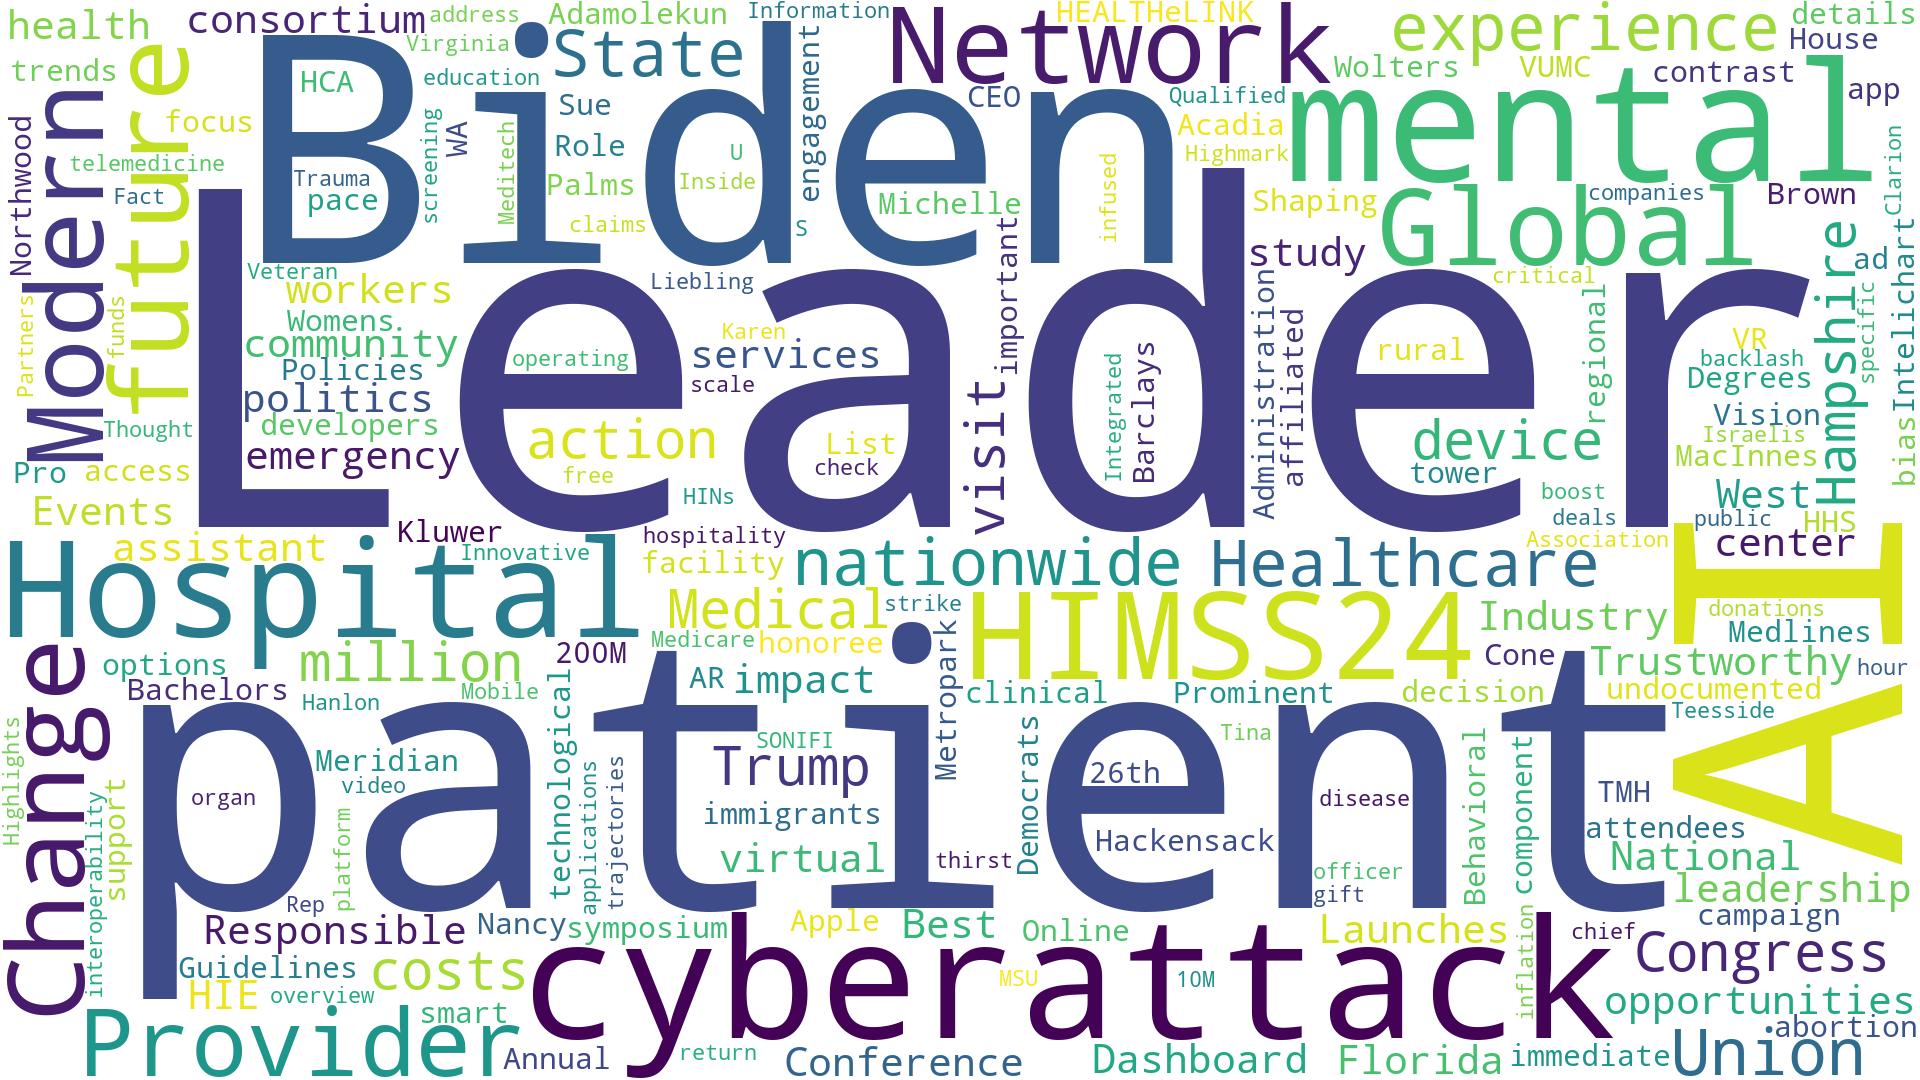 health
consortium
address
Adamolekun
Information
Network
HEALTHeLINK
experience
details
trends
Virginia
State
House
HCA
education
Wolters
VUMC
contrast
app
Biden
CEO
Qualified
mental
Modern
future
focus
screening
WA
Sue
engagement
Acadia
Role
Highmark
telemedicine
Meditech
U
infused
Northwood
Fact
Trauma
pace
Palms
Inside
Michelle
Shaping
companies
Brown
Clarion
claims
S
Global
study
Leader
Veteran
workers
Liebling
important
critical
ad
Hampshire
Intelichart
Partners
funds
Womens
community
Karen
services
operating
Integrated
Barclays
Administration
affiliated
rural
regional
VR
backlash
specific
Policies
scale
Degrees
politics
visit
Vision
Thought
developers
action
List
device
Israelis
bias
Pro
access
emergency
check
tower
MacInnes
free
HINs
boost
West
Events
Kluwer
hospitality
deals
public
HHS
assistant
Innovative
facility
nationwide
Healthcare
Association
center
AI
Hospital
Medical
strike
HIMSS24
Industry
donations
Medlines
Change
options
million
200M
Medicare
honoree
Metropark
Cone
Trustworthy
hour
Bachelors
Hanlon
Mobile
technological
AR
impact
clinical
Prominent
decision
undocumented
patient
Teesside
Highlights
Meridian
SONIFI
Democrats
Tina
Behavioral
component
video
applications
trajectories
Trump
26th
interoperability
support
organ
immigrants
disease
TMH
platform
virtual
thirst
Hackensack
attendees
National
officer
gift
leadership
Rep
Responsible
Nancy
symposium
Apple
Best
Online
Launches
inflation
chief
campaign
Guidelines
costs
cyberattack
Congress
HIE
overview
MSU
10M
opportunities
Provider
smart
abortion
Annual
return
Conference
Dashboard
Florida
immediate
Union